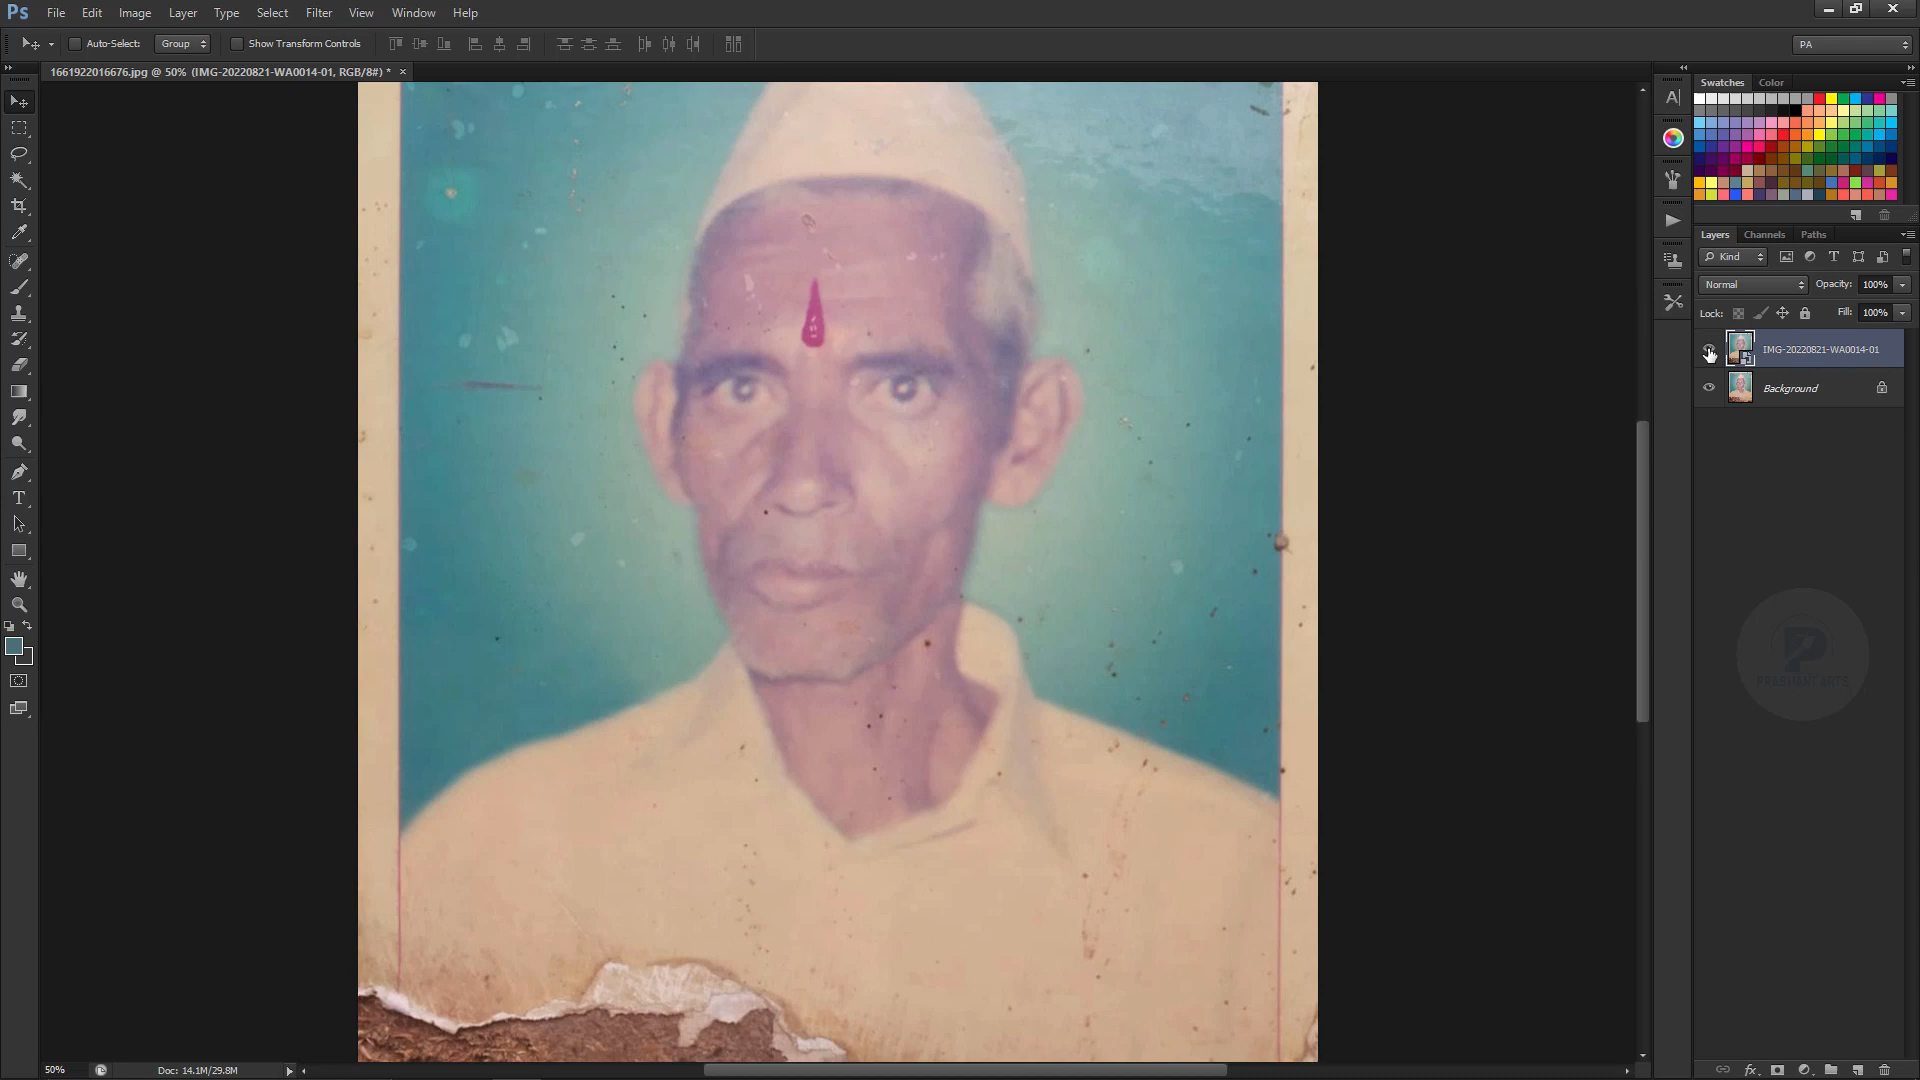 Ps File Edit Image Layer Type Select Filter View Window Help
Auto-Select: Group Show Transform Controls PA
1661922016676.jpg @ 50% (IMG-20220821-WA0014-01, RGB/8#) * ×
Swatches Color
Layers Channels Paths
Kind
Normal Opacity: 100%
Lock: Fill: 100%
IMG-20220821-WA0014-01
Background
PRASHANT ARTS
50% Doc: 14.1M/29.8M